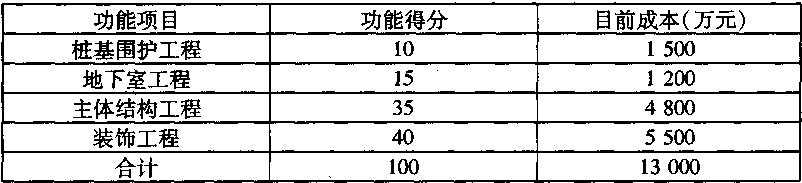 功能项目 功能得分 目前成本(万元)
桩基围护工程 10 1 500
地下室工程 15 1 200
主体结构工程 35 4 800
装饰工程 40 5 500
合计 100 13 000